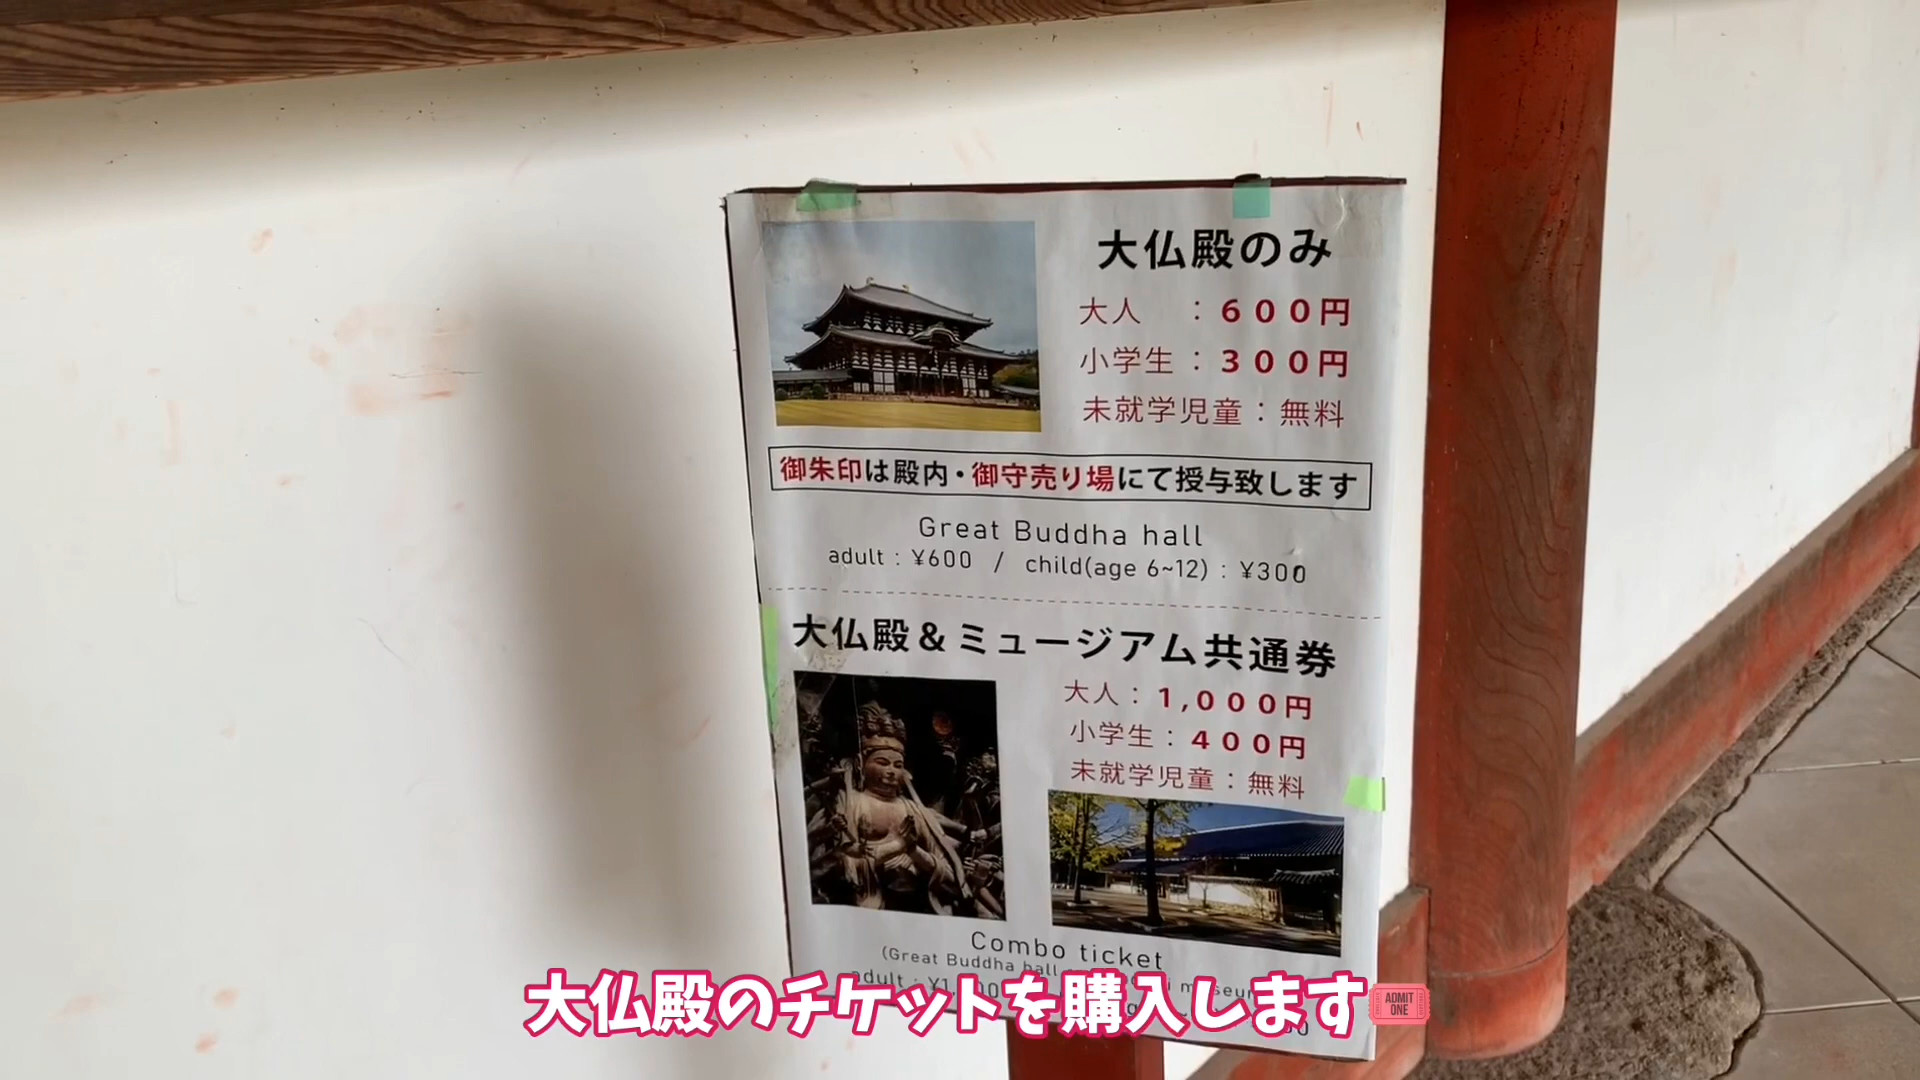 大仏殿のみ
大人 : 600円
小学生 : 300円
未就学児童 : 無料
御朱印は殿内・御守売り場にて授与致します
Great Buddha hall
adult : ¥600 / child(age 6~12) : ¥300
大仏殿&ミュージアム共通券
大人 : 1,000円
小学生 : 400円
未就学児童 : 無料
Combo ticket
(Great Buddha hall
adult : ¥1
大仏殿のチケットを購入します
ADMIT
ONE